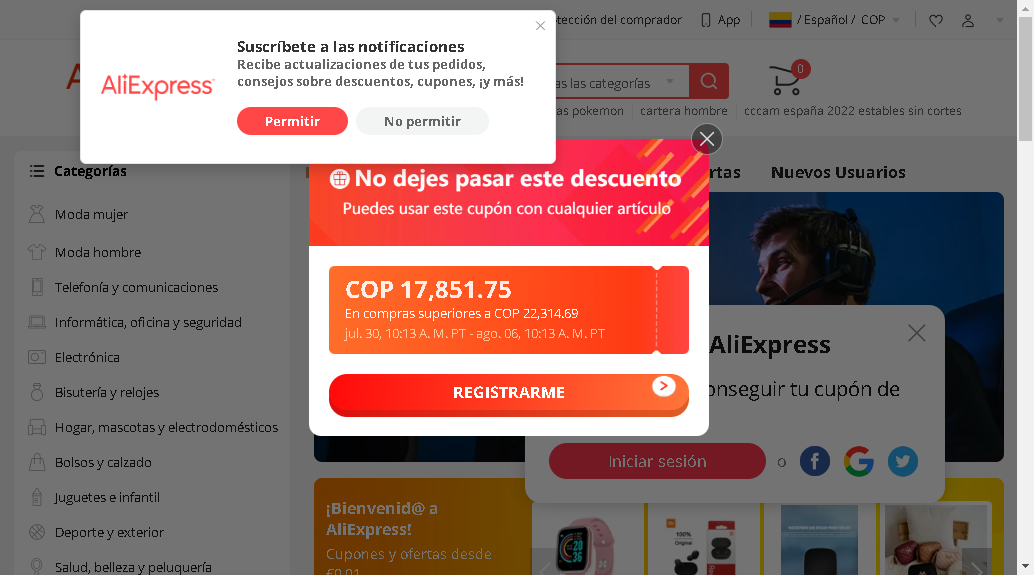 otección del comprador
App
/ Español / COP
AliExpress
Suscríbete a las notificaciones
Recibe actualizaciones de tus pedidos,
consejos sobre descuentos, cupones, ¡y más!
Permitir
No permitir
as las categorías
0
as pokemon
cartera hombre
cccam españa 2022 estables sin cortes
Categorías
rtas
Nuevos Usuarios
Moda mujer
Moda hombre
Telefonía y comunicaciones
Informática, oficina y seguridad
Electrónica
Bisutería y relojes
Hogar, mascotas y electrodomésticos
Bolsos y calzado
Juguetes e infantil
Deporte y exterior
Salud, belleza y peluquería
No dejes pasar este descuento
Puedes usar este cupón con cualquier artículo
COP 17,851.75
En compras superiores a COP 22,314.69
jul. 30, 10:13 A. M. PT - ago. 06, 10:13 A. M. PT
REGISTRARME
AliExpress
onseguir tu cupón de
Iniciar sesión
o
¡Bienvenid@ a
AliExpress!
Cupones y ofertas desde
€0,01
100%